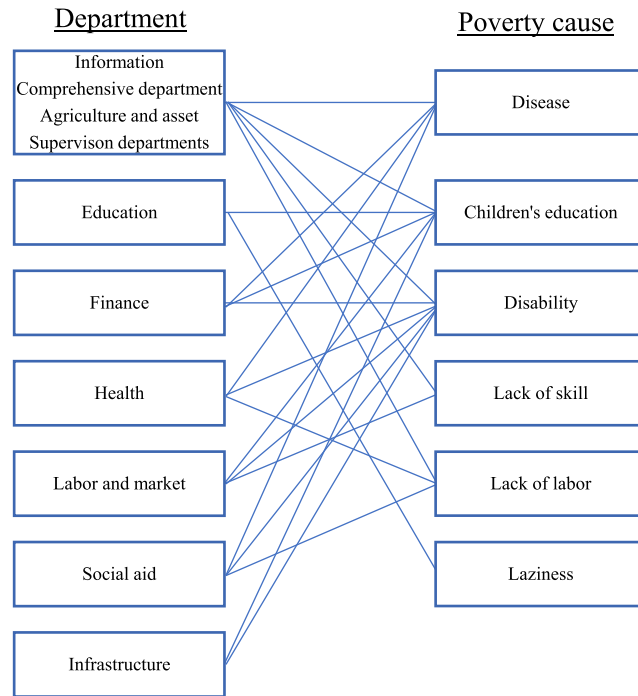 Department
Poverty cause
Information
Comprehensive department
Agriculture and asset
Supervison departments
Disease
Education
Children's education
Finance
Disability
Health
Lack of skill
Labor and market
Lack of labor
Social aid
Laziness
Infrastructure